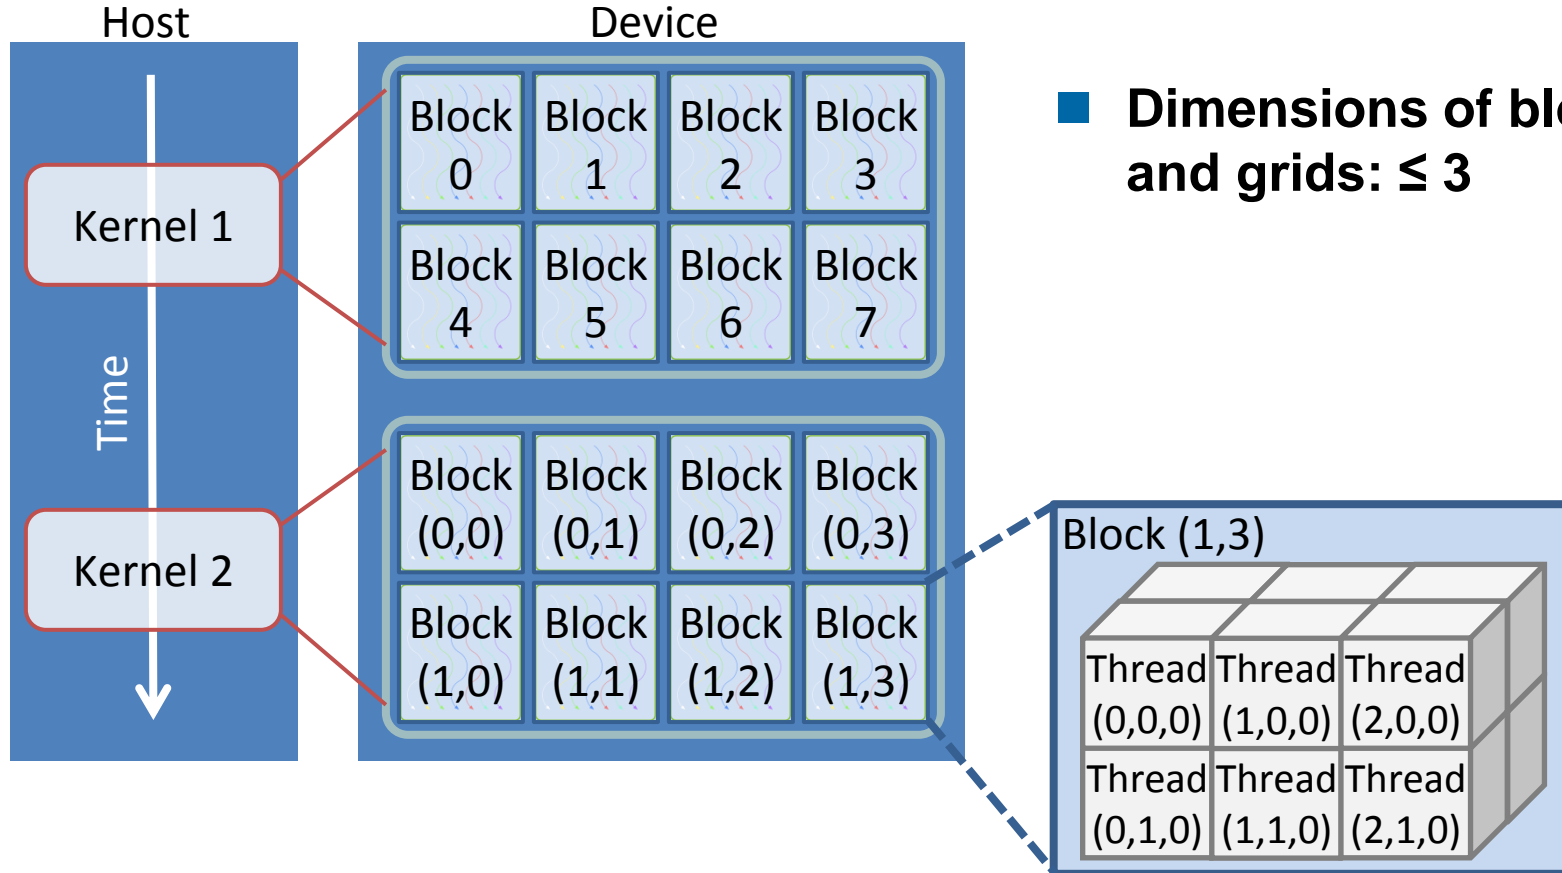 Host
Device
Dimensions of blo
and grids: ≤ 3
Kernel 1
Time
Kernel 2
Block
0
Block
1
Block
2
Block
3
Block
4
Block
5
Block
6
Block
7
Block
(0,0)
Block
(0,1)
Block
(0,2)
Block
(0,3)
Block
(1,0)
Block
(1,1)
Block
(1,2)
Block
(1,3)
Block (1,3)
Thread
(0,0,0)
Thread
(1,0,0)
Thread
(2,0,0)
Thread
(0,1,0)
Thread
(1,1,0)
Thread
(2,1,0)